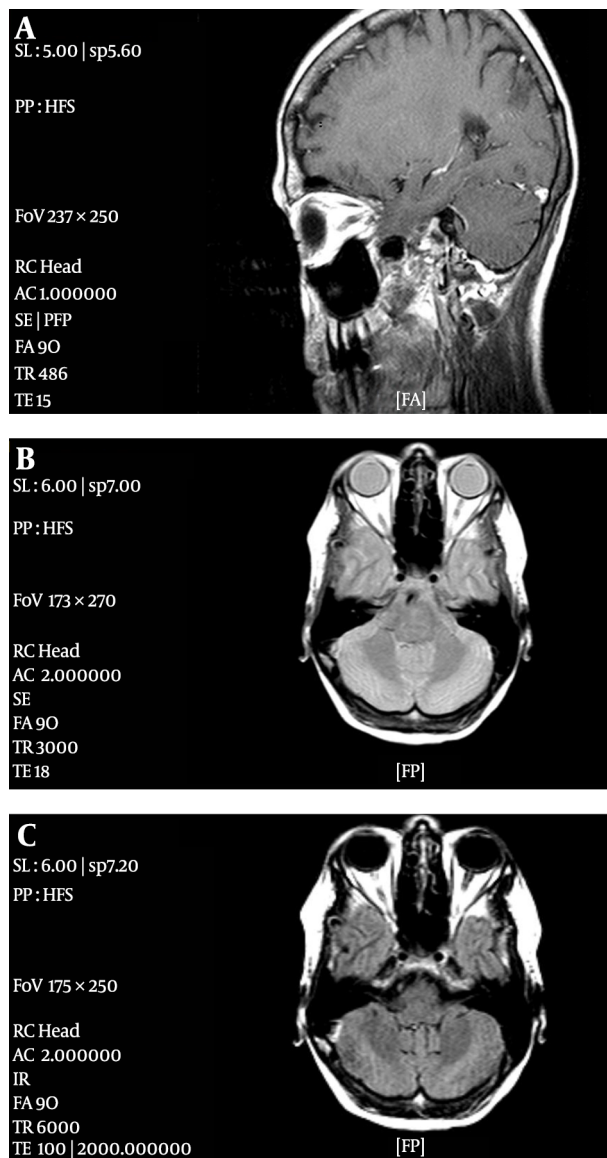 A
SL : 5.00 | sp5.60
PP : HFS
FoV 237 × 250
RC Head
AC 1.000000
SE | PFP
FA 90
TR 486
TE 15
[FA]
B
SL : 6.00 | sp7.00
PP : HFS
FoV 173 × 270
RC Head
AC 2.000000
SE
FA 90
TR 3000
TE 18
[FP]
C
SL : 6.00 | sp7.20
PP : HFS
FoV 175 × 250
RC Head
AC 2.000000
IR
FA 90
TR 6000
TE 100 | 2000.000000
[FP]